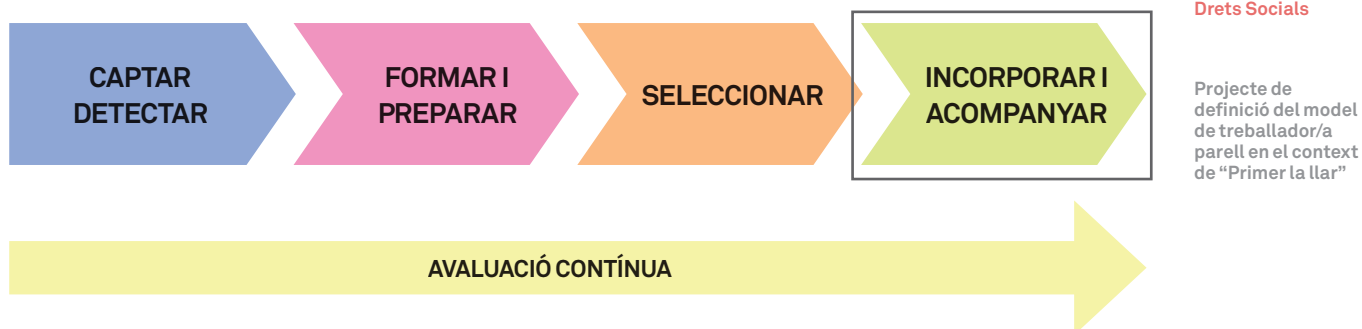 CAPTAR
DETECTAR
FORMAR I
PREPARAR
SELECCIONAR
INCORPORAR I
ACOMPANYAR
AVALUACIÓ CONTÍNUA
Drets Socials
Projecte de
definició del model
de treballador/a
parell en el context
de “Primer la llar”